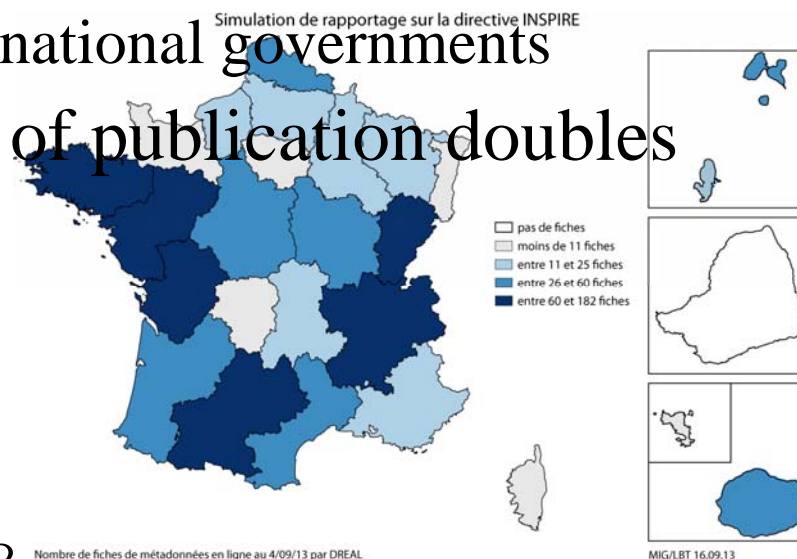 Simulation de rapportage sur la directive INSPIRE
national governments
of publication doubles
pas de fiches
moins de 11 fiches
entre 11 et 25 fiches
entre 26 et 60 fiches
entre 60 et 182 fiches
Nombre de fiches de métadonnées en ligne au 4/09/13 par DREAL
MIG/LBT 16.09.13